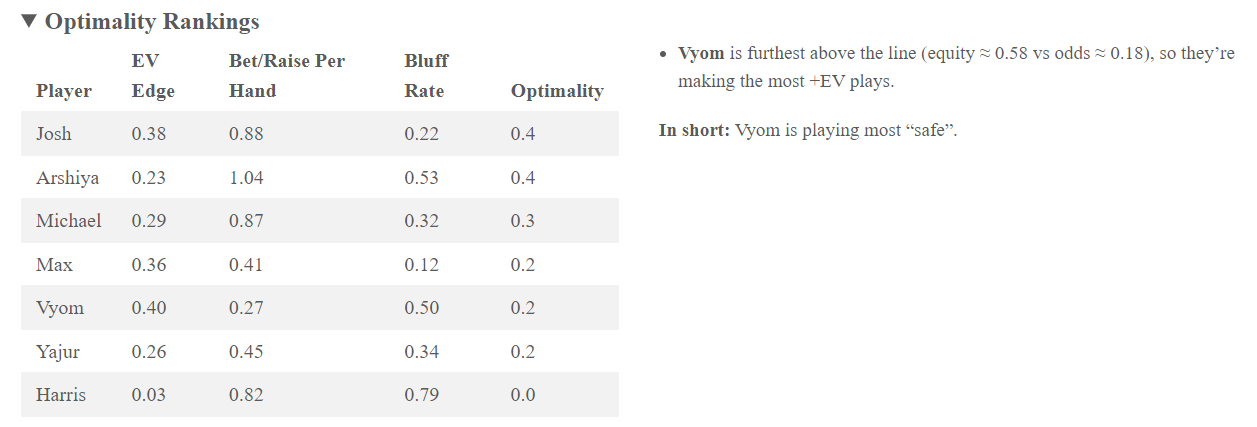 ▼ Optimality Rankings
Player EV Edge Bet/Raise Per Hand Bluff Rate Optimality
Josh 0.38 0.88 0.22 0.4
Arshiya 0.23 1.04 0.53 0.4
Michael 0.29 0.87 0.32 0.3
Max 0.36 0.41 0.12 0.2
Vyom 0.40 0.27 0.50 0.2
Yajur 0.26 0.45 0.34 0.2
Harris 0.03 0.82 0.79 0.0
• Vyom is furthest above the line (equity ≈ 0.58 vs odds ≈ 0.18), so they’re
making the most +EV plays.
In short: Vyom is playing most “safe”.